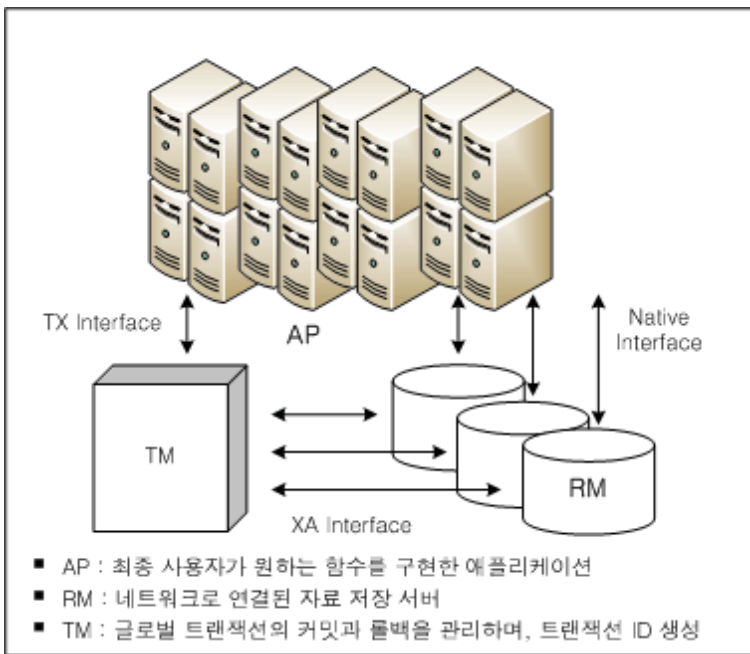 TX Interface
AP
Native
Interface
TM
RM
XA Interface
▪ AP : 최종 사용자가 원하는 함수를 구현한 애플리케이션
▪ RM : 네트워크로 연결된 자료 저장 서버
▪ TM : 글로벌 트랜잭션의 커밋과 롤백을 관리하며, 트랜잭션 ID 생성